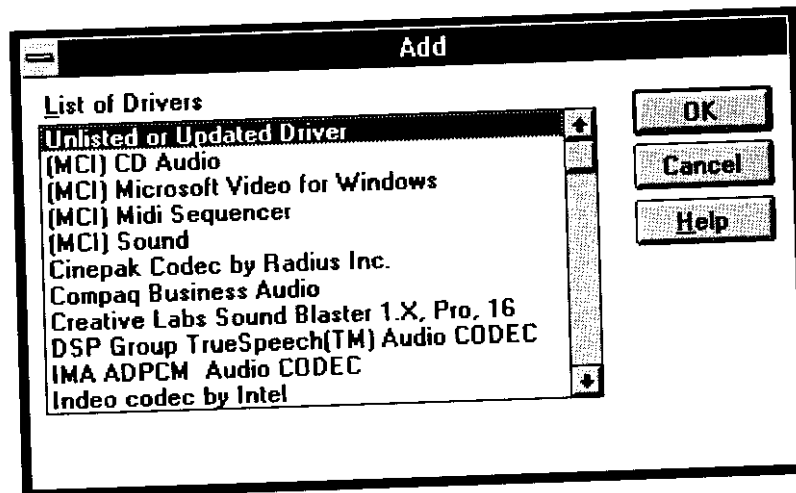 Add
List of Drivers
Unlisted or Updated Driver
(MCI) CD Audio
(MCI) Microsoft Video for Windows
(MCI) Midi Sequencer
(MCI) Sound
Cinepak Codec by Radius Inc.
Compaq Business Audio
Creative Labs Sound Blaster 1.X, Pro, 16
DSP Group TrueSpeech(TM) Audio CODEC
IMA ADPCM  Audio CODEC
Indeo codec by Intel
OK
Cancel
Help